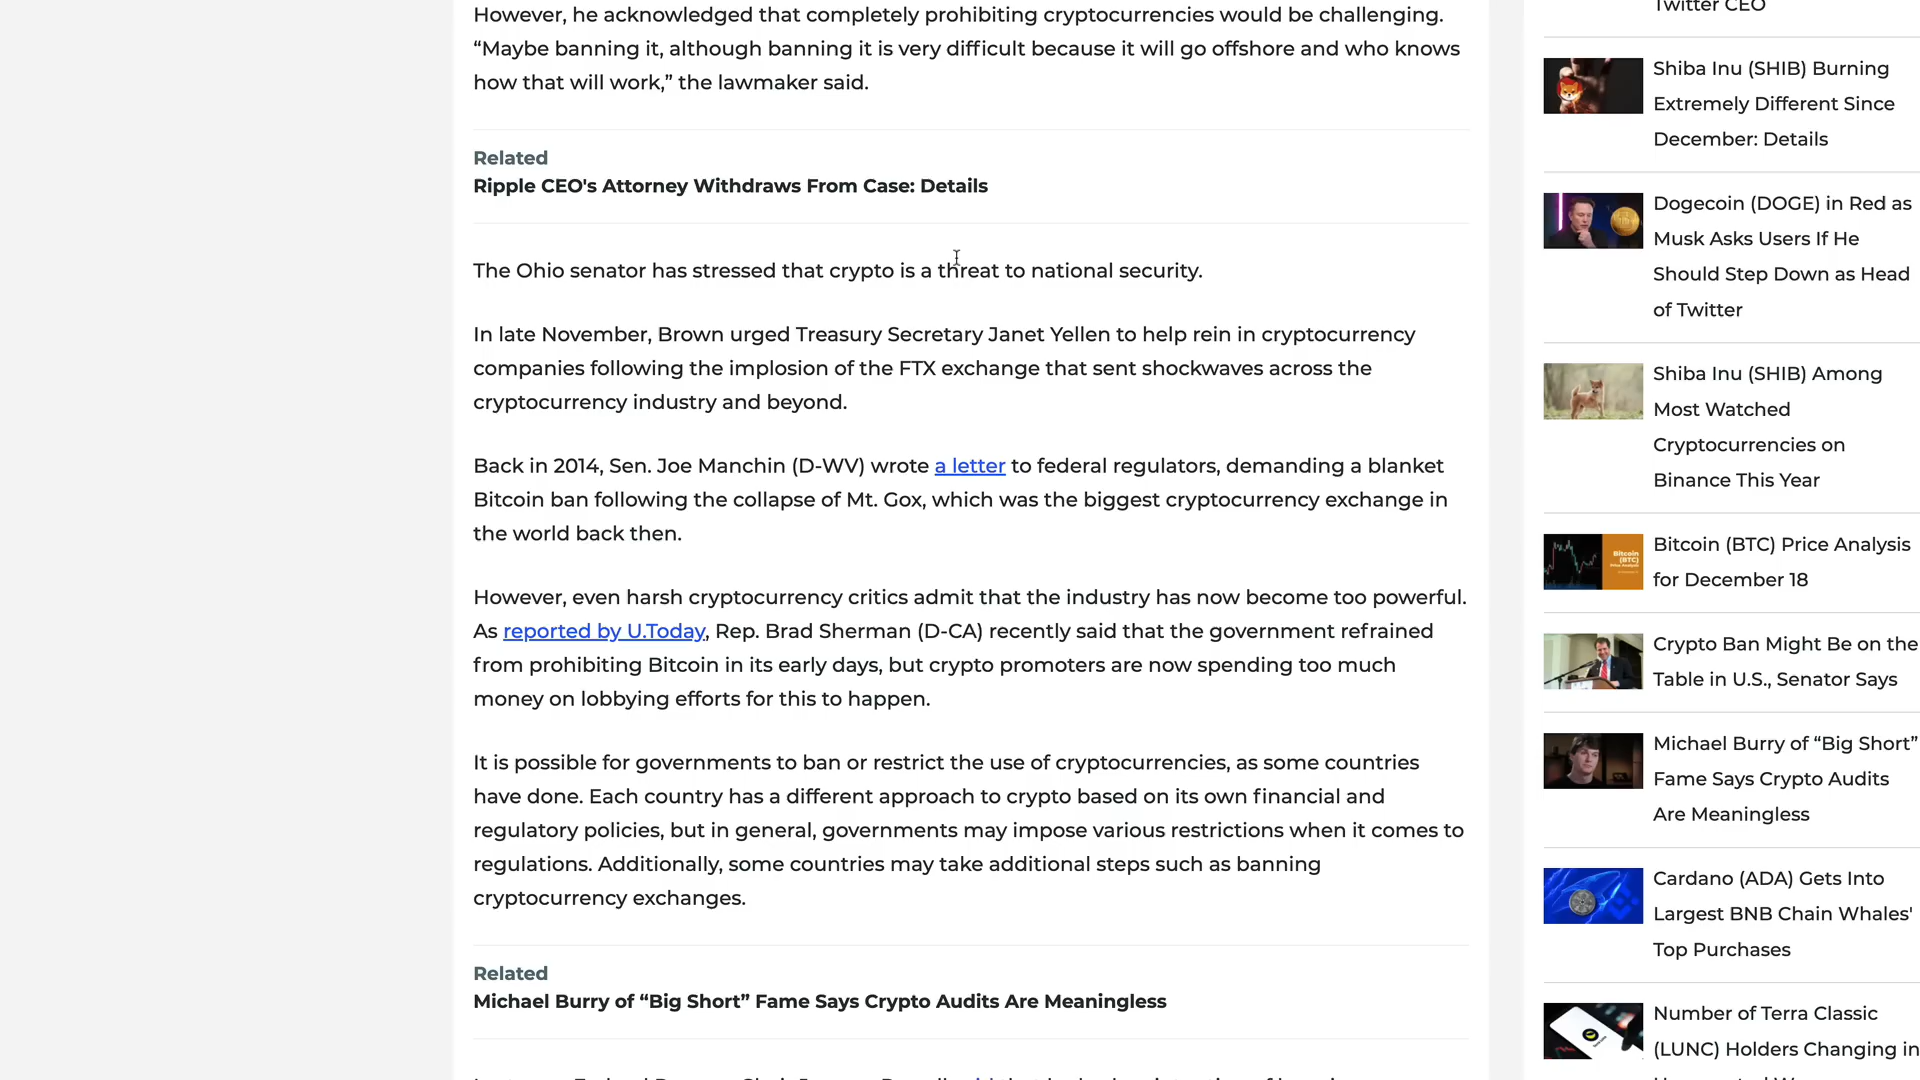 However, he acknowledged that completely prohibiting cryptocurrencies would be challenging.
“Maybe banning it, although banning it is very difficult because it will go offshore and who knows
how that will work,” the lawmaker said.
Related
Ripple CEO's Attorney Withdraws From Case: Details
The Ohio senator has stressed that crypto is a threat to national security.
In late November, Brown urged Treasury Secretary Janet Yellen to help rein in cryptocurrency
companies following the implosion of the FTX exchange that sent shockwaves across the
cryptocurrency industry and beyond.
Back in 2014, Sen. Joe Manchin (D-WV) wrote a letter to federal regulators, demanding a blanket
Bitcoin ban following the collapse of Mt. Gox, which was the biggest cryptocurrency exchange in
the world back then.
However, even harsh cryptocurrency critics admit that the industry has now become too powerful.
As reported by U.Today, Rep. Brad Sherman (D-CA) recently said that the government refrained
from prohibiting Bitcoin in its early days, but crypto promoters are now spending too much
money on lobbying efforts for this to happen.
It is possible for governments to ban or restrict the use of cryptocurrencies, as some countries
have done. Each country has a different approach to crypto based on its own financial and
regulatory policies, but in general, governments may impose various restrictions when it comes to
regulations. Additionally, some countries may take additional steps such as banning
cryptocurrency exchanges.
Related
Michael Burry of “Big Short” Fame Says Crypto Audits Are Meaningless
Twitter CEO
Shiba Inu (SHIB) Burning
Extremely Different Since
December: Details
Dogecoin (DOGE) in Red as
Musk Asks Users If He
Should Step Down as Head
of Twitter
Shiba Inu (SHIB) Among
Most Watched
Cryptocurrencies on
Binance This Year
Bitcoin
(BTC)
Bitcoin (BTC) Price Analysis
for December 18
Crypto Ban Might Be on the
Table in U.S., Senator Says
Michael Burry of “Big Short”
Fame Says Crypto Audits
Are Meaningless
Cardano (ADA) Gets Into
Largest BNB Chain Whales'
Top Purchases
Number of Terra Classic
(LUNC) Holders Changing in